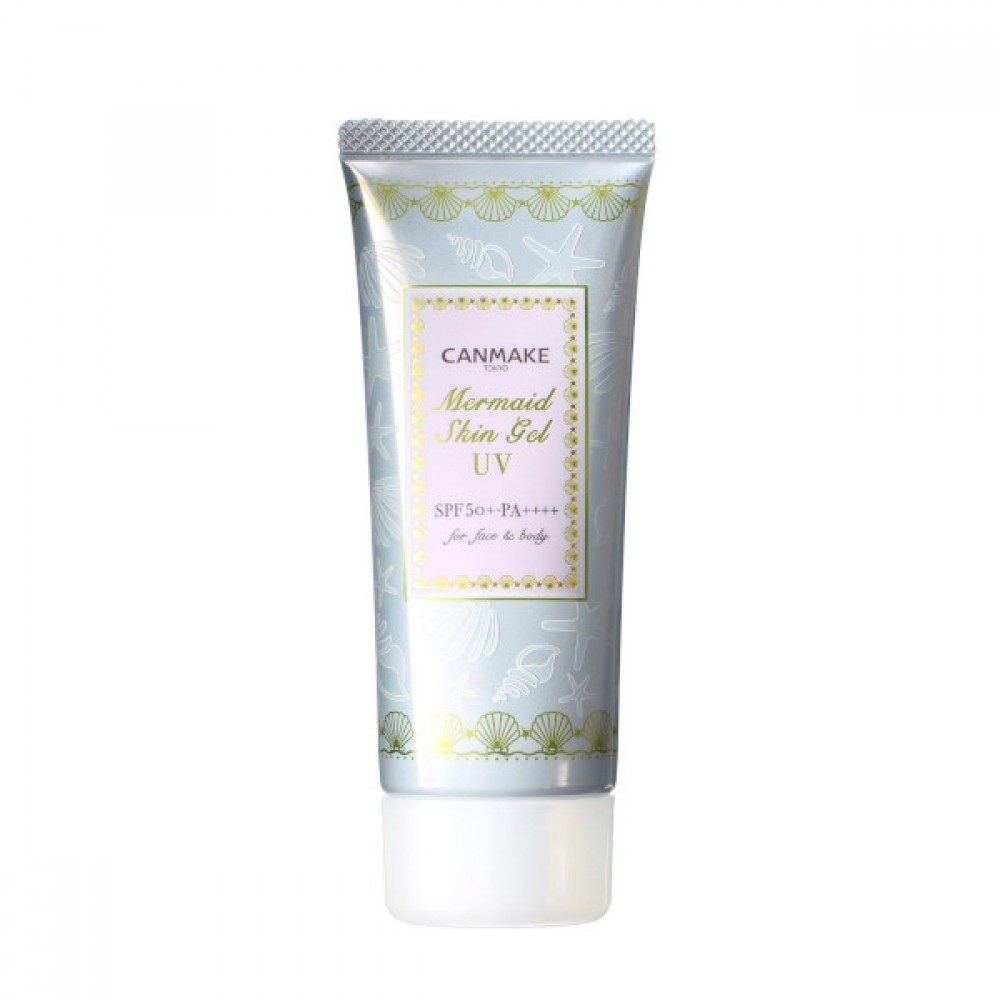 CANMAKE
TOKYO
Mermaid
Skin Gel
UV
SPF50+·PA++++
for face & body